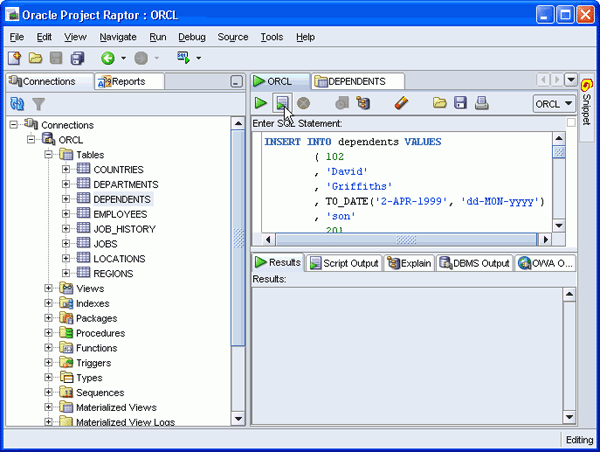 Oracle Project Raptor : ORCL
File Edit View Navigate Run Debug Source Tools Help
Connections
Reports
Connections
ORCL
Tables
COUNTRIES
DEPARTMENTS
DEPENDENTS
EMPLOYEES
JOB_HISTORY
JOBS
LOCATIONS
REGIONS
Views
Indexes
Packages
Procedures
Functions
Triggers
Types
Sequences
Materialized Views
Materialized View Logs
ORCL
DEPENDENTS
ORCL
Enter SQL Statement:
INSERT INTO dependents VALUES
( 102
, 'David'
, 'Griffiths'
, TO_DATE('2-APR-1999', 'dd-MON-yyyy')
, 'son'
201
Results Script Output Explain DBMS Output OWA O...
Results:
Snippet
Editing